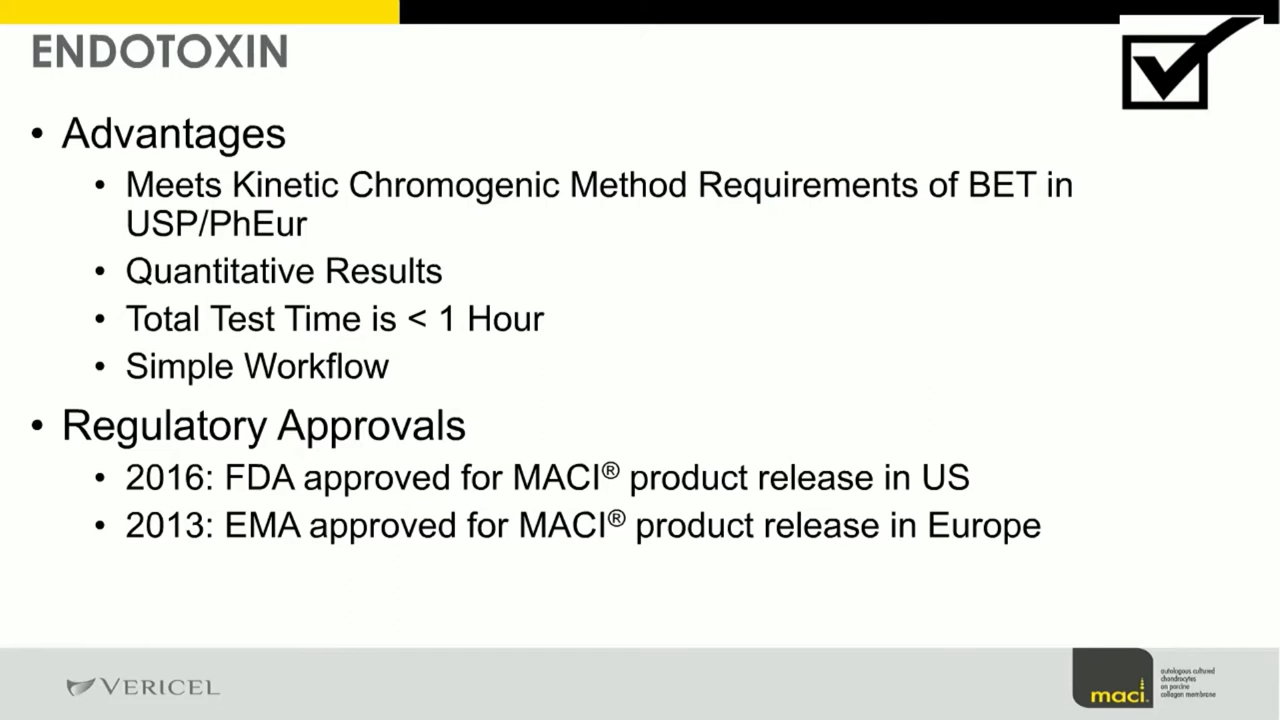 ENDOTOXIN
• Advantages
• Meets Kinetic Chromogenic Method Requirements of BET in
USP/PhEur
• Quantitative Results
• Total Test Time is < 1 Hour
• Simple Workflow
• Regulatory Approvals
• 2016: FDA approved for MACI® product release in US
• 2013: EMA approved for MACI® product release in Europe
VERICEL
maci
autologous cultured
chondrocytes
on porcine
collagen membrane